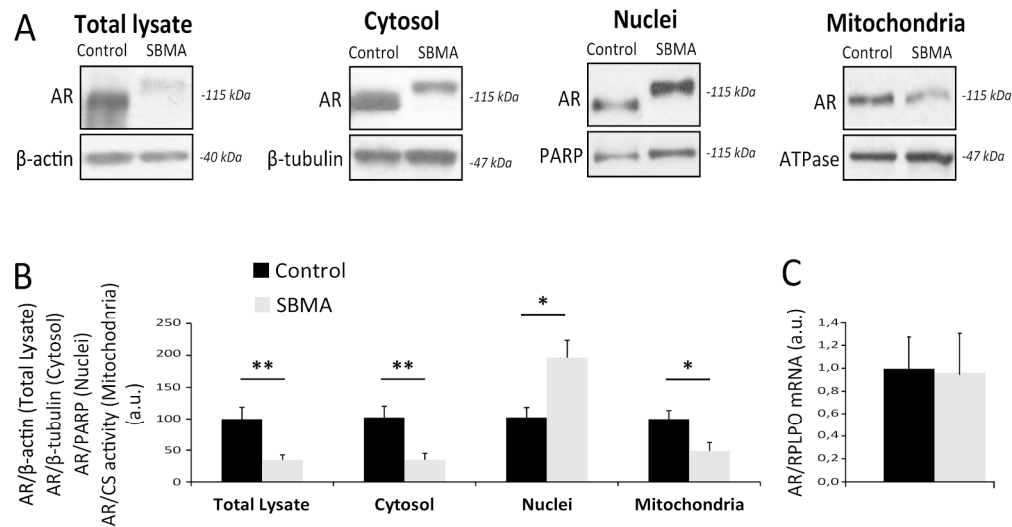 A
Total lysate
Control SBMA
AR
-115 kDa
β-actin
-40 kDa
Cytosol
Control SBMA
AR
-115 kDa
β-tubulin
-47 kDa
Nuclei
Control SBMA
AR
-115 kDa
PARP
-115 kDa
Mitochondria
Control SBMA
AR
-115 kDa
ATPase
-47 kDa
B
AR/β-actin (Total Lysate)
AR/β-tubulin (Cytosol)
AR/PARP (Nuclei)
AR/CS activity (Mitochodnria)
(a.u.)
Control
SBMA
250
200
150
100
50
0
**
**
*
*
Total Lysate
Cytosol
Nuclei
Mitochondria
C
AR/RPLPO mRNA (a.u.)
1,4
1,2
1,0
0,8
0,6
0,4
0,2
0,0